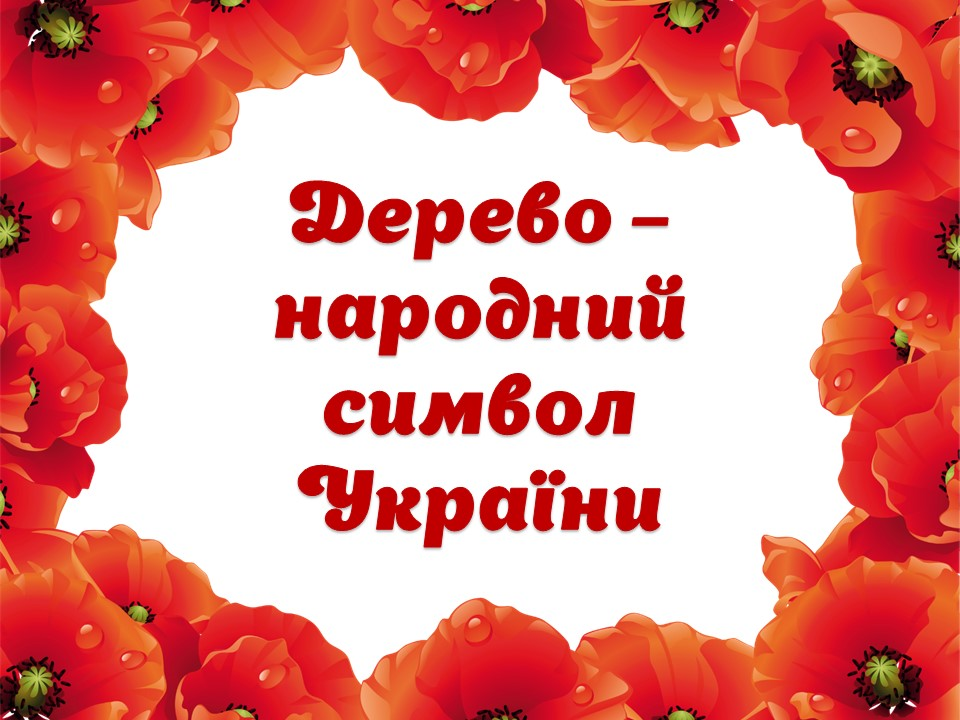 Дерево –
народний
символ
України